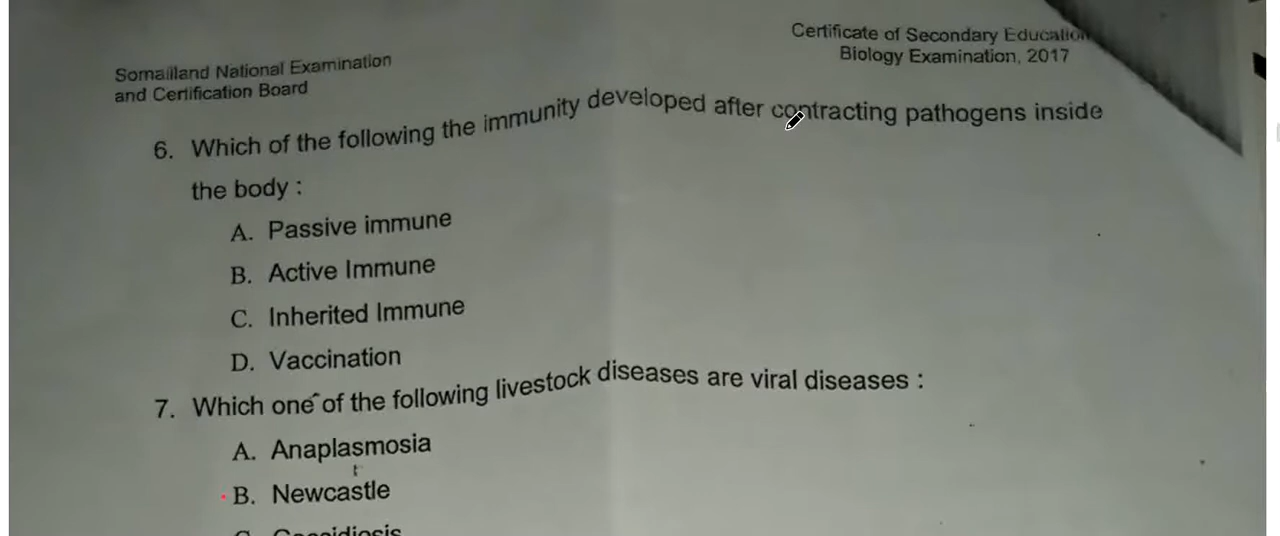 Certificate of Secondary Education
Biology Examination, 2017
Somaliland National Examination
and Certification Board
6. Which of the following the immunity developed after contracting pathogens inside
the body :
A. Passive immune
B. Active Immune
C. Inherited Immune
D. Vaccination
7. Which one of the following livestock diseases are viral diseases :
A. Anaplasmosia
t
B. Newcastle
C. Coccidiosis